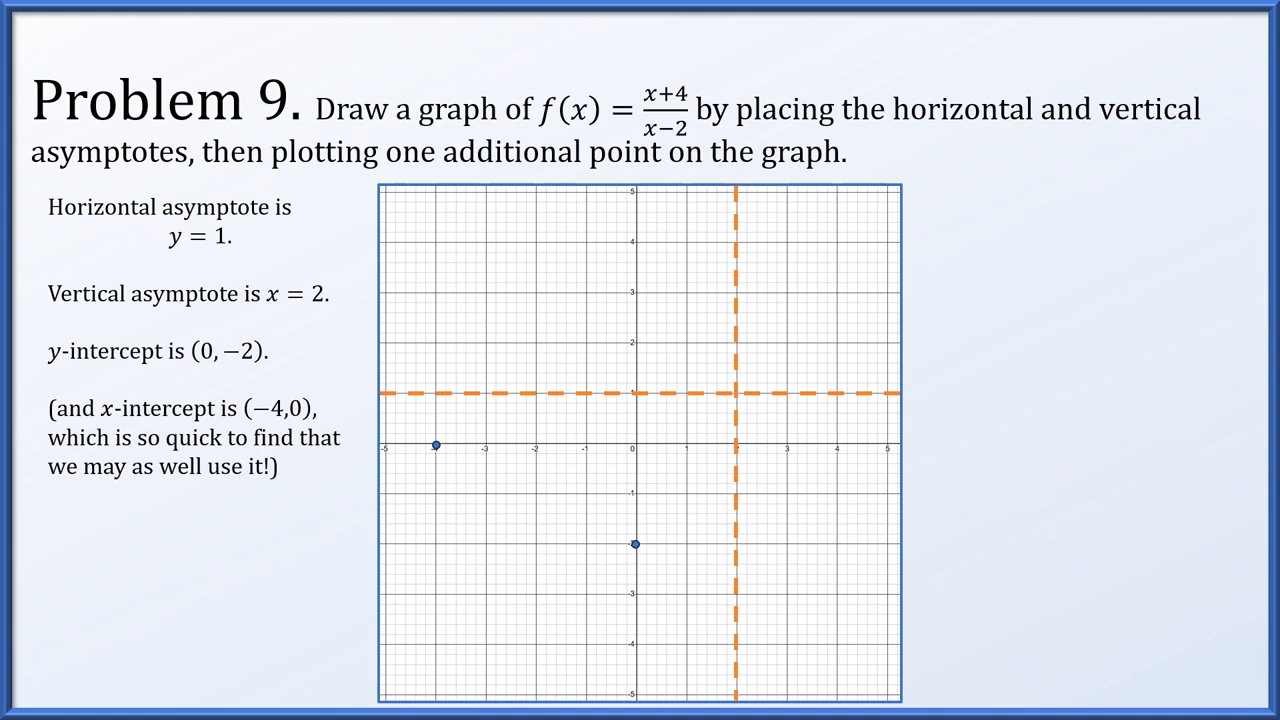 Problem 9. Draw a graph of f(x) = \frac{x+4}{x-2} by placing the horizontal and vertical
asymptotes, then plotting one additional point on the graph.
Horizontal asymptote is
y = 1.
Vertical asymptote is x = 2.
y-intercept is (0, −2).
(and x-intercept is (−4,0),
which is so quick to find that
we may as well use it!)
5
4
3
2
-5 -3 -2 -1 0 1 3 4 5
-1
-3
-4
-5